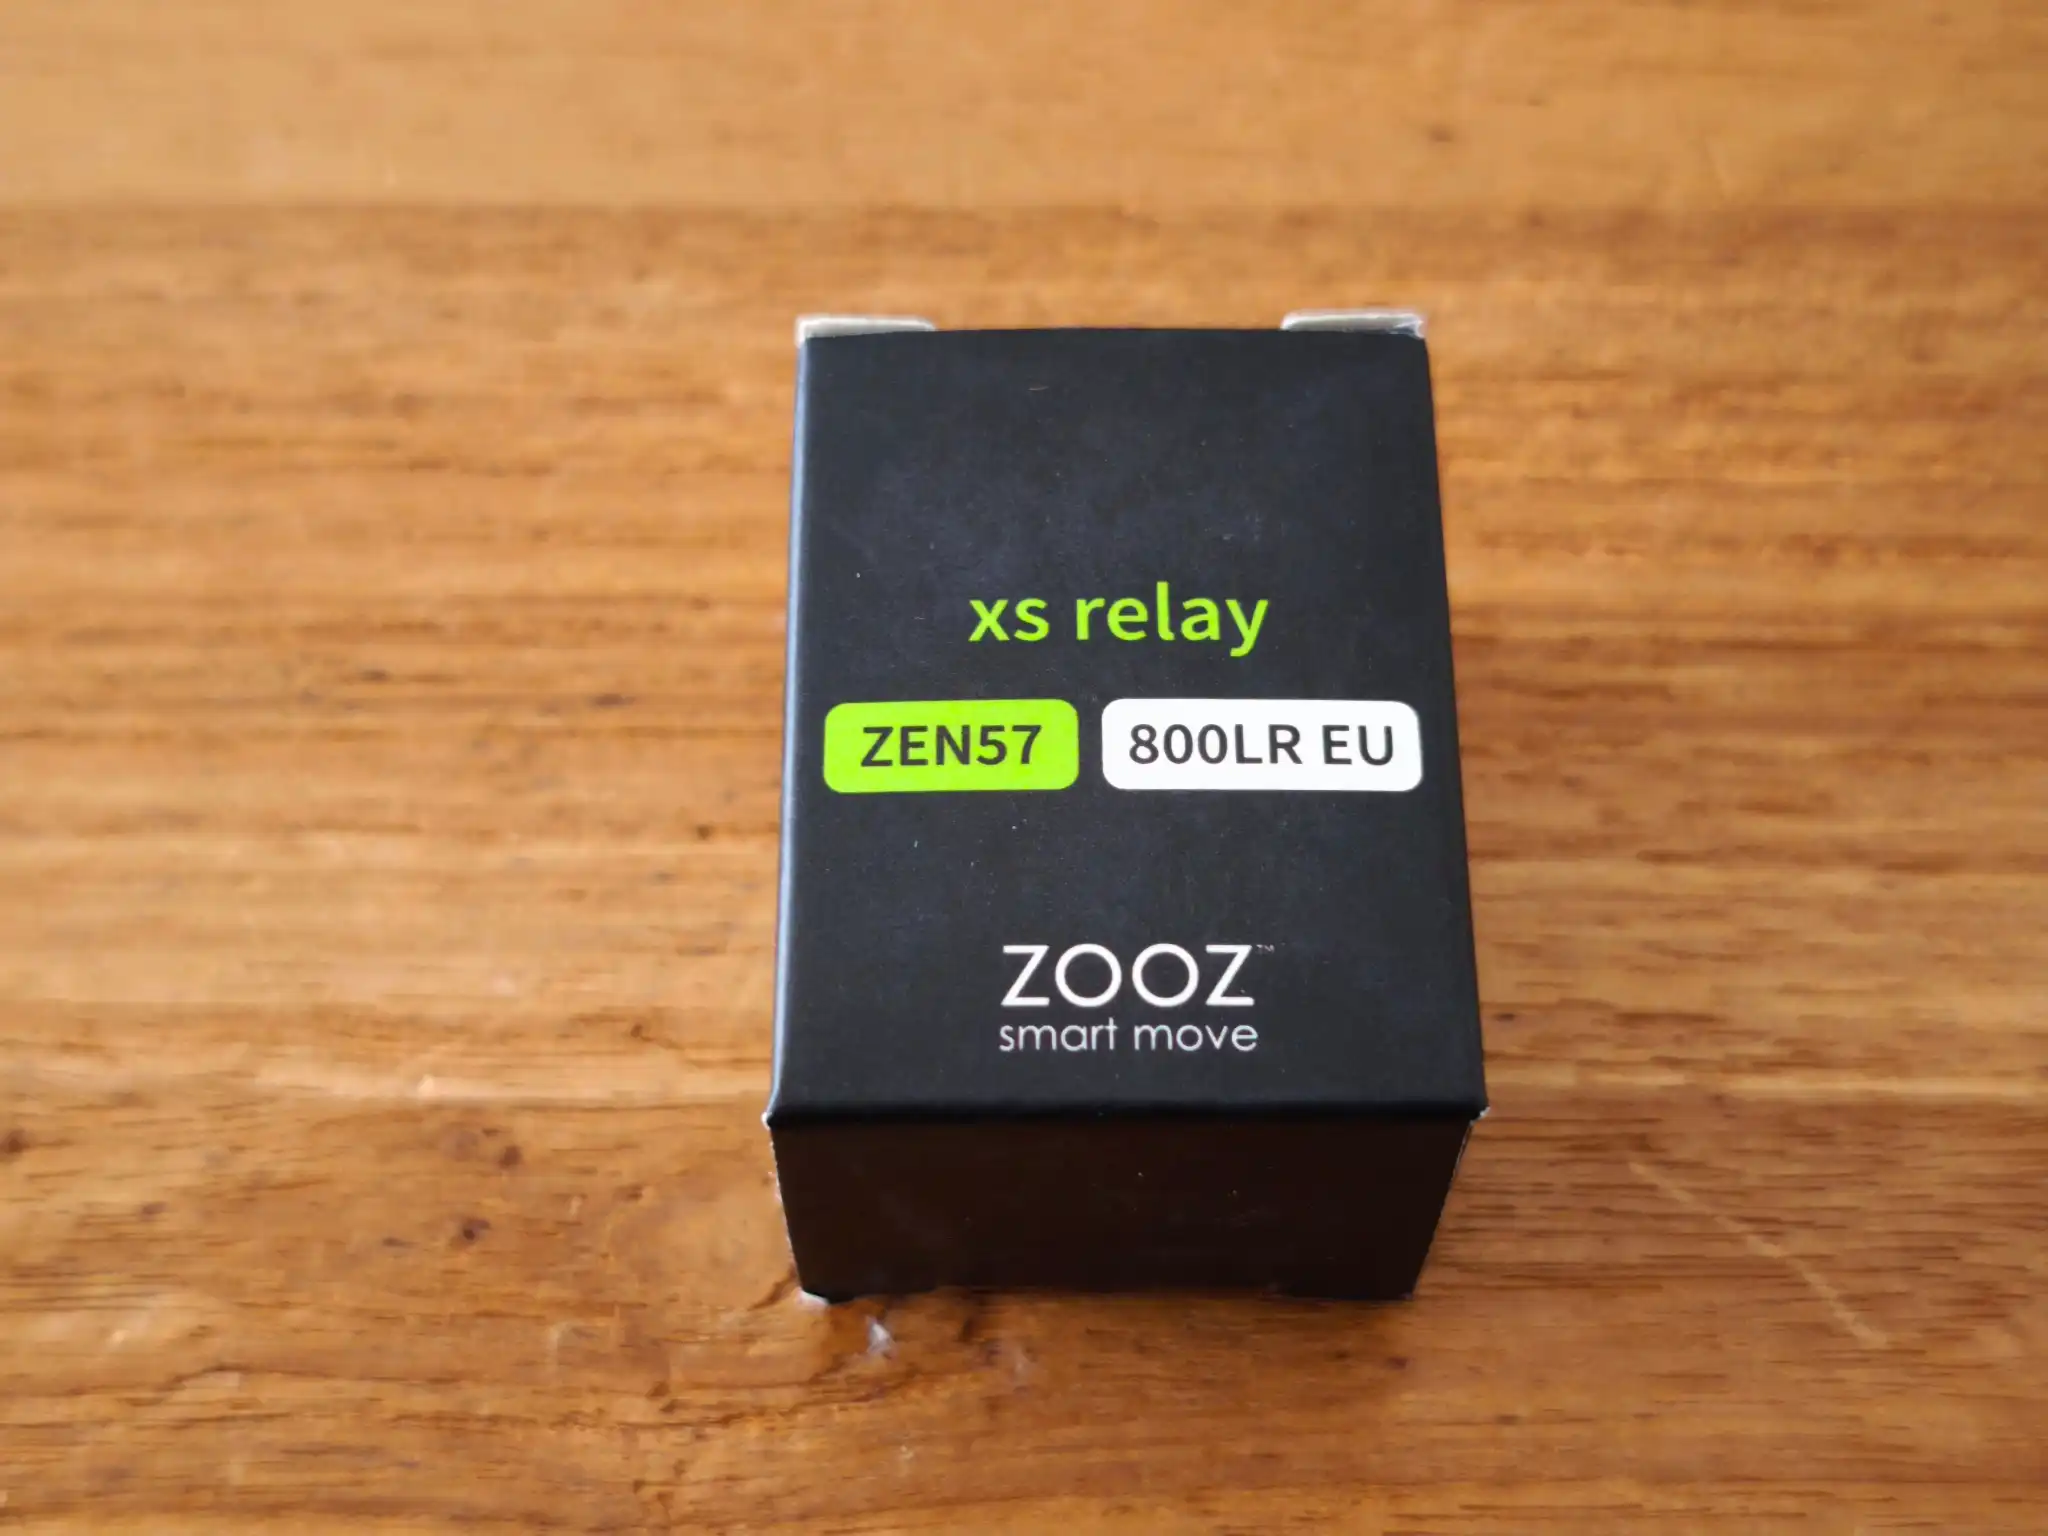 xs relay
ZEN57 800LR EU
ZOOZ™
smart move